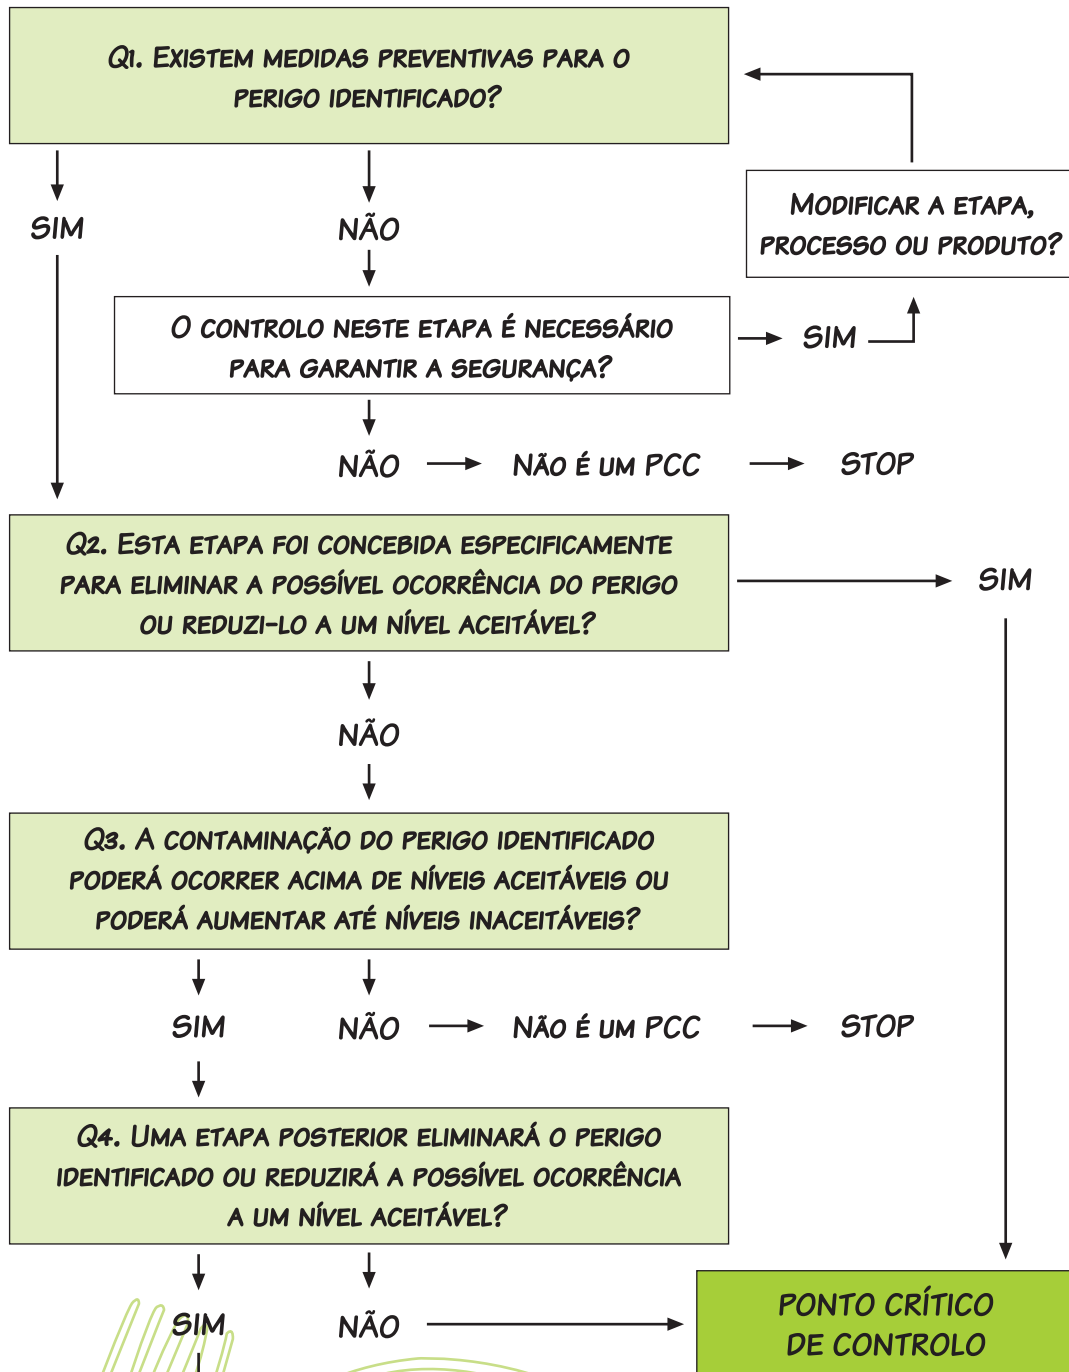 Q1. Existem medidas preventivas para o
perigo identificado?
SIM
NÃO
Modificar a etapa,
processo ou produto?
O controlo neste etapa é necessário
para garantir a segurança?
SIM
NÃO
Não é um PCC
STOP
Q2. Esta etapa foi concebida especificamente
para eliminar a possível ocorrência do perigo
ou reduzi-lo a um nível aceitável?
SIM
NÃO
Q3. A contaminação do perigo identificado
poderá ocorrer acima de níveis aceitáveis ou
poderá aumentar até níveis inaceitáveis?
SIM
NÃO
Não é um PCC
STOP
Q4. Uma etapa posterior eliminará o perigo
identificado ou reduzirá a possível ocorrência
a um nível aceitável?
SIM
NÃO
PONTO CRÍTICO
DE CONTROLO